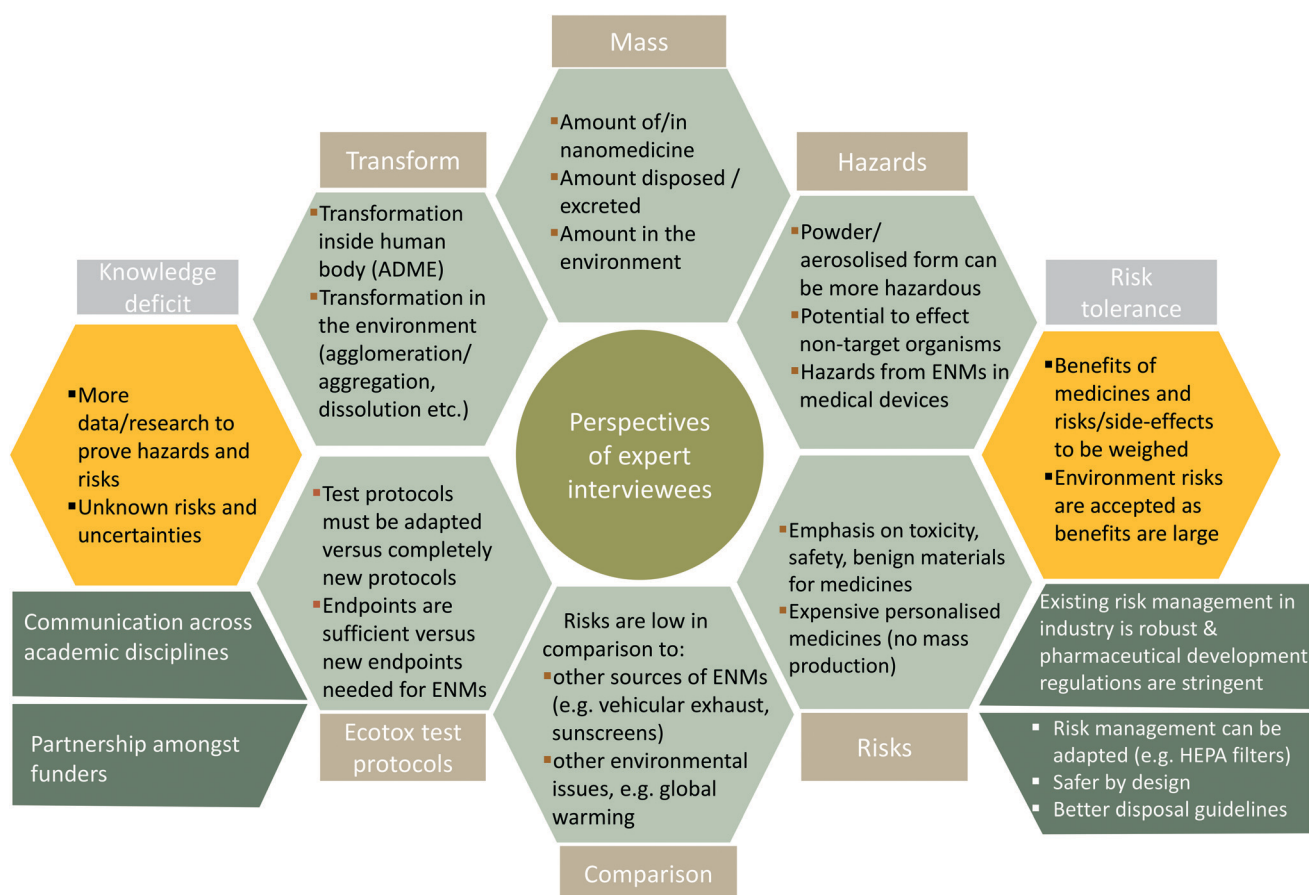 Mass
▪Amount of/in
nanomedicine
▪Amount disposed /
excreted
▪Amount in the
environment
Transform
▪Transformation
inside human
body (ADME)
▪Transformation in
the environment
(agglomeration/
aggregation,
dissolution etc.)
Hazards
▪Powder/
aerosolised form can
be more hazardous
▪Potential to effect
non-target organisms
▪Hazards from ENMs in
medical devices
Knowledge
deficit
▪More
data/research to
prove hazards and
risks
▪Unknown risks and
uncertainties
Perspectives
of expert
interviewees
Risk
tolerance
▪Benefits of
medicines and
risks/side-effects
to be weighed
▪Environment risks
are accepted as
benefits are large
▪Test protocols
must be adapted
versus completely
new protocols
▪Endpoints are
sufficient versus
new endpoints
needed for ENMs
Ecotox test
protocols
Risks are low in
comparison to:
▪other sources of ENMs
(e.g. vehicular exhaust,
sunscreens)
▪other environmental
issues, e.g. global
warming
Comparison
▪Emphasis on toxicity,
safety, benign materials
for medicines
▪Expensive personalised
medicines (no mass
production)
Risks
Communication across
academic disciplines
Partnership amongst
funders
Existing risk management in
industry is robust &
pharmaceutical development
regulations are stringent
▪ Risk management can be
adapted (e.g. HEPA filters)
▪ Safer by design
▪ Better disposal guidelines